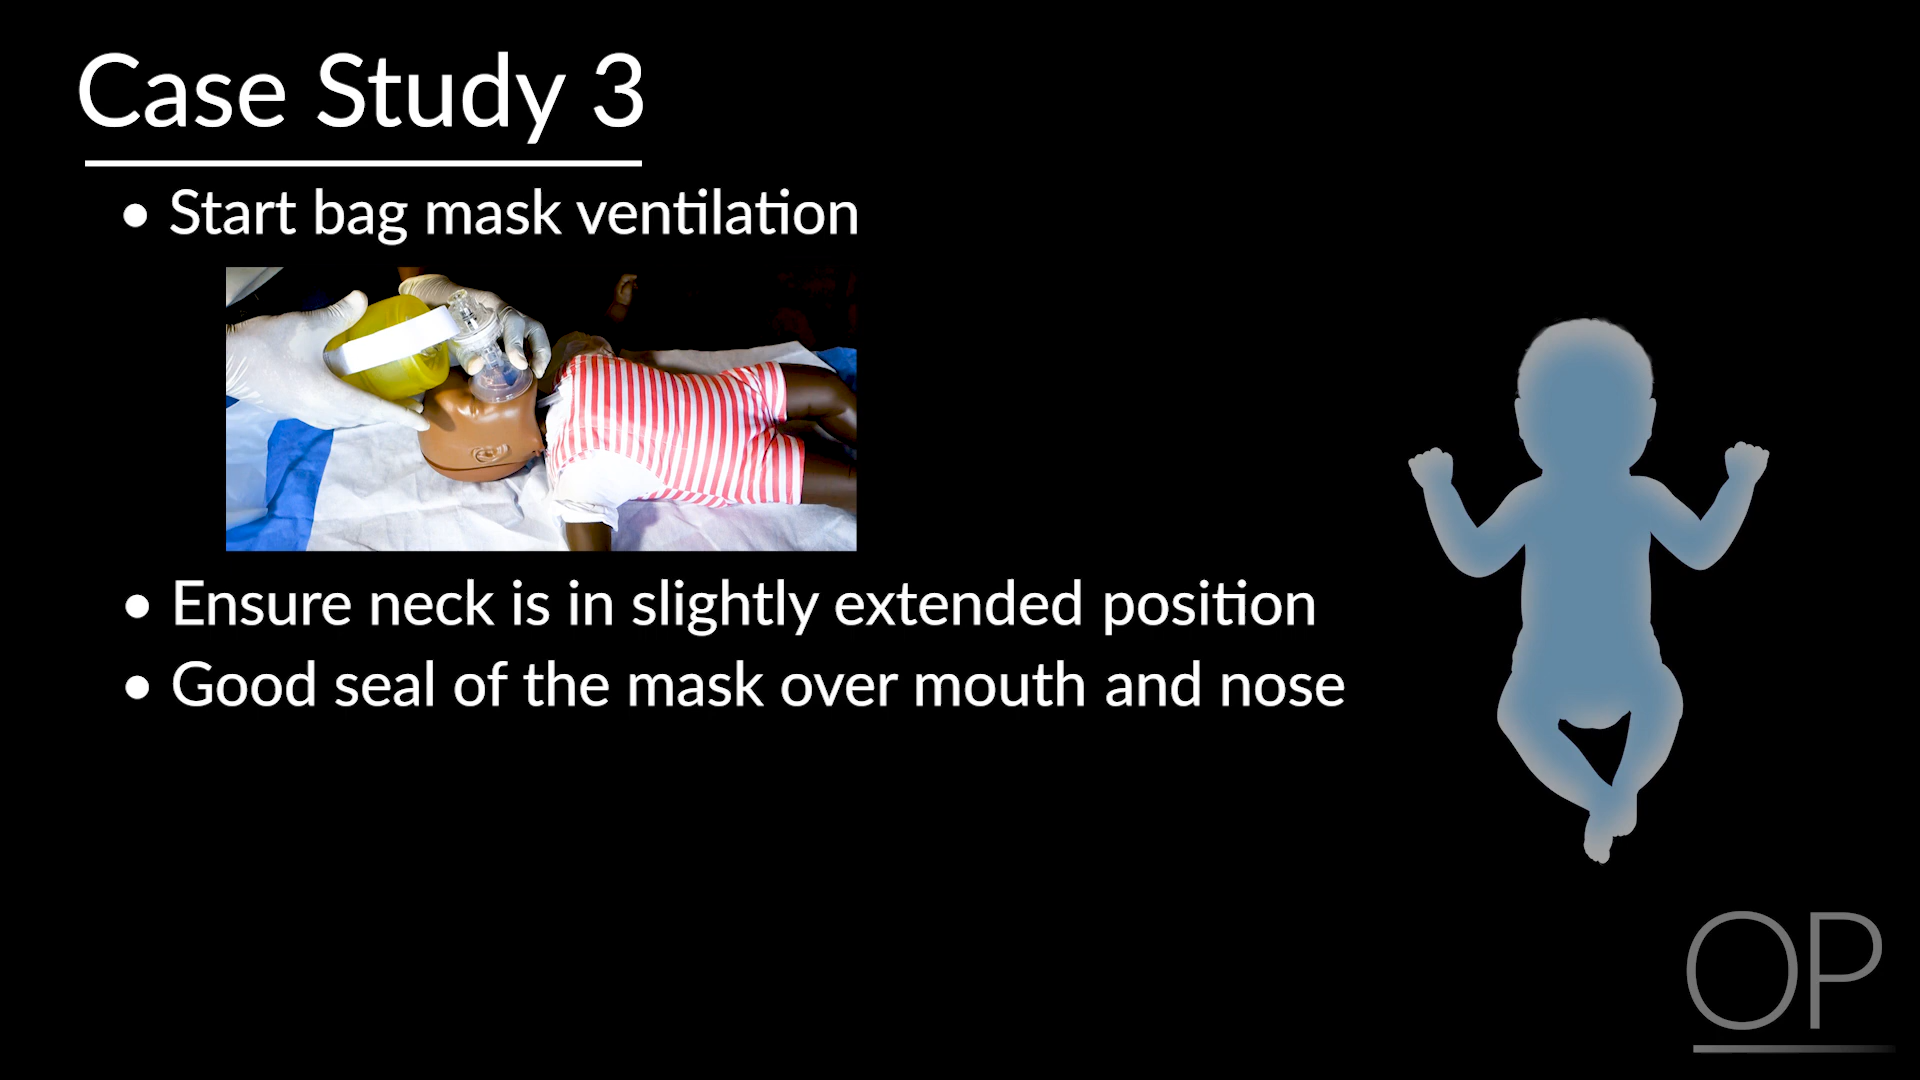 Case Study 3
• Start bag mask ventilation
• Ensure neck is in slightly extended position
• Good seal of the mask over mouth and nose
OP